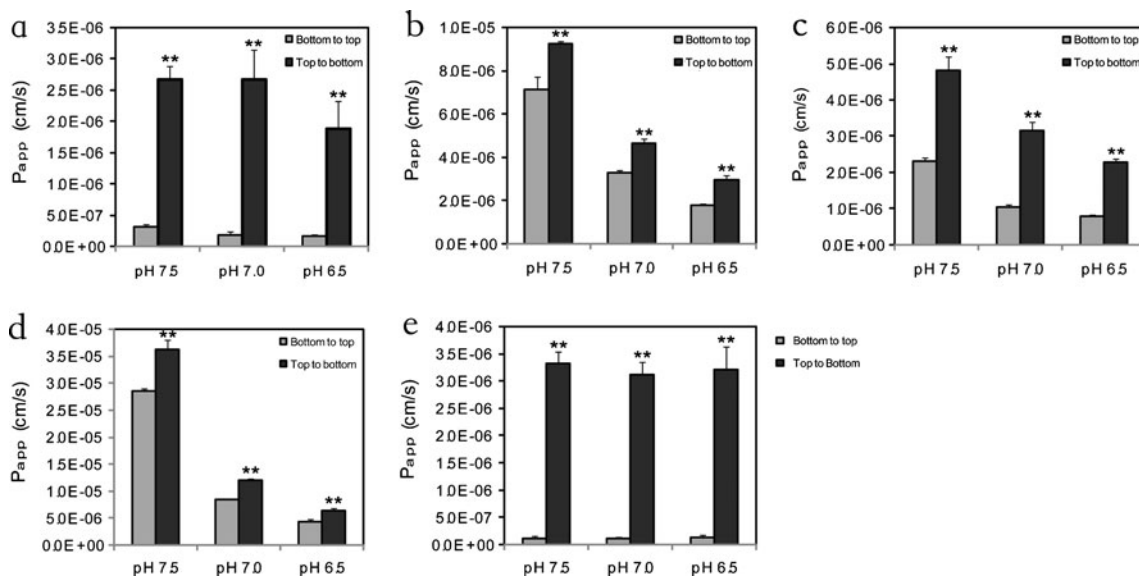 a
3.5E-06
3.0E-06
2.5E-06
2.0E-06
1.5E-06
1.0E-06
5.0E-07
0.0E+00
Papp (cm/s)
Bottom to top
Top to bottom
**
**
**
pH 7.5 pH 7.0 pH 6.5
b
1.0E-05
8.0E-06
6.0E-06
4.0E-06
2.0E-06
0.0E+00
Papp (cm/s)
Bottom to top
Top to bottom
**
**
**
pH 7.5 pH 7.0 pH 6.5
c
6.0E-06
5.0E-06
4.0E-06
3.0E-06
2.0E-06
1.0E-06
0.0E+00
Papp (cm/s)
Bottom to top
Top to bottom
**
**
**
pH 7.5 pH 7.0 pH 6.5
d
4.0E-05
3.5E-05
3.0E-05
2.5E-05
2.0E-05
1.5E-05
1.0E-05
5.0E-06
0.0E+00
Papp (cm/s)
Bottom to top
Top to bottom
**
**
**
pH 7.5 pH 7.0 pH 6.5
e
4.0E-06
3.5E-06
3.0E-06
2.5E-06
2.0E-06
1.5E-06
1.0E-06
5.0E-07
0.0E+00
Papp (cm/s)
Bottom to top
Top to Bottom
**
**
**
pH 7.5 pH 7.0 pH 6.5